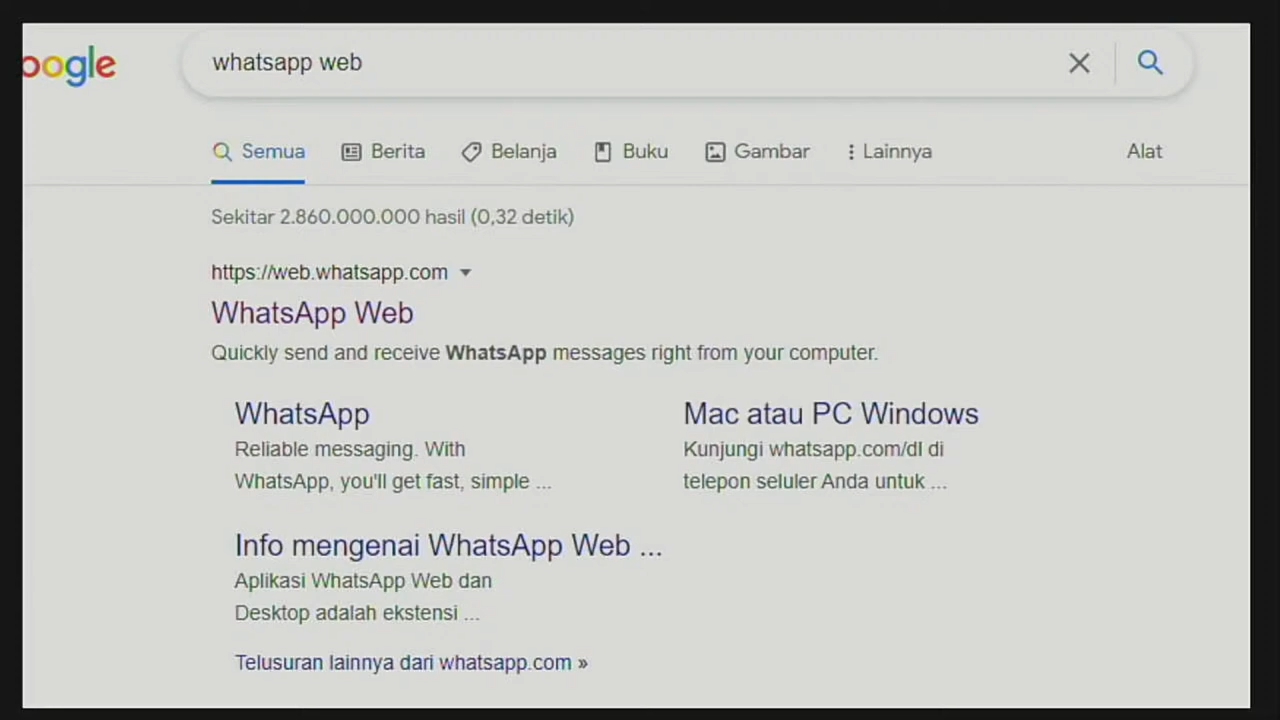 oogle
whatsapp web
Semua Berita Belanja Buku Gambar Lainnya Alat
Sekitar 2.860.000.000 hasil (0,32 detik)
https://web.whatsapp.com
WhatsApp Web
Quickly send and receive WhatsApp messages right from your computer.
WhatsApp
Reliable messaging. With
WhatsApp, you'll get fast, simple ...
Mac atau PC Windows
Kunjungi whatsapp.com/dl di
telepon seluler Anda untuk ...
Info mengenai WhatsApp Web ...
Aplikasi WhatsApp Web dan
Desktop adalah ekstensi ...
Telusuran lainnya dari whatsapp.com »